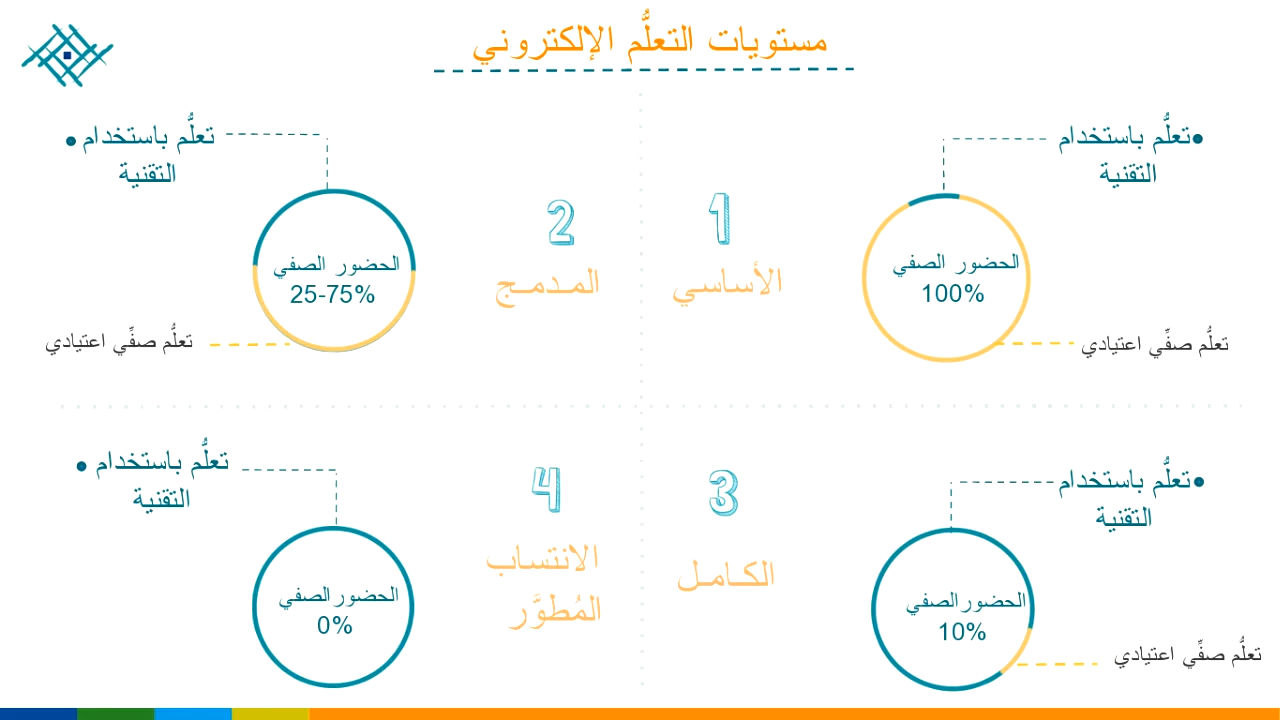 مستويات التعلُّم الإلكتروني
•تعلُّم باستخدام
التقنية
1
الأساسي
الحضور الصفي
100%
تعلُّم صفِّي اعتيادي
• تعلُّم باستخدام
التقنية
2
المـدمـج
الحضور الصفي
25-75%
تعلُّم صفِّي اعتيادي
•تعلُّم باستخدام
التقنية
3
الكـامـل
الحضور الصفي
10%
تعلُّم صفِّي اعتيادي
• تعلُّم باستخدام
التقنية
4
الانتساب
المُطوَّر
الحضور الصفي
0%